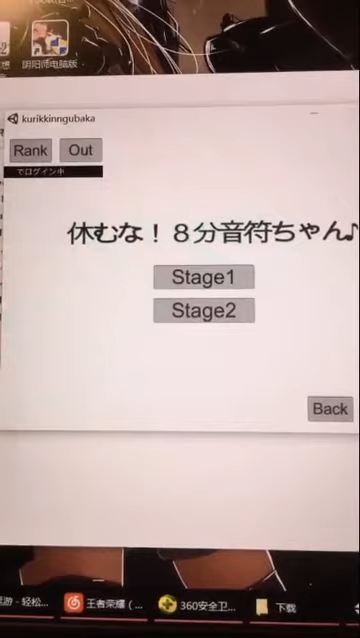 阴阳师电脑版
kurikkinngubaka
Rank Out
でログイン中
休むな！８分音符ちゃん♪
Stage1
Stage2
Back
王者荣耀（...
360安全卫...
下载